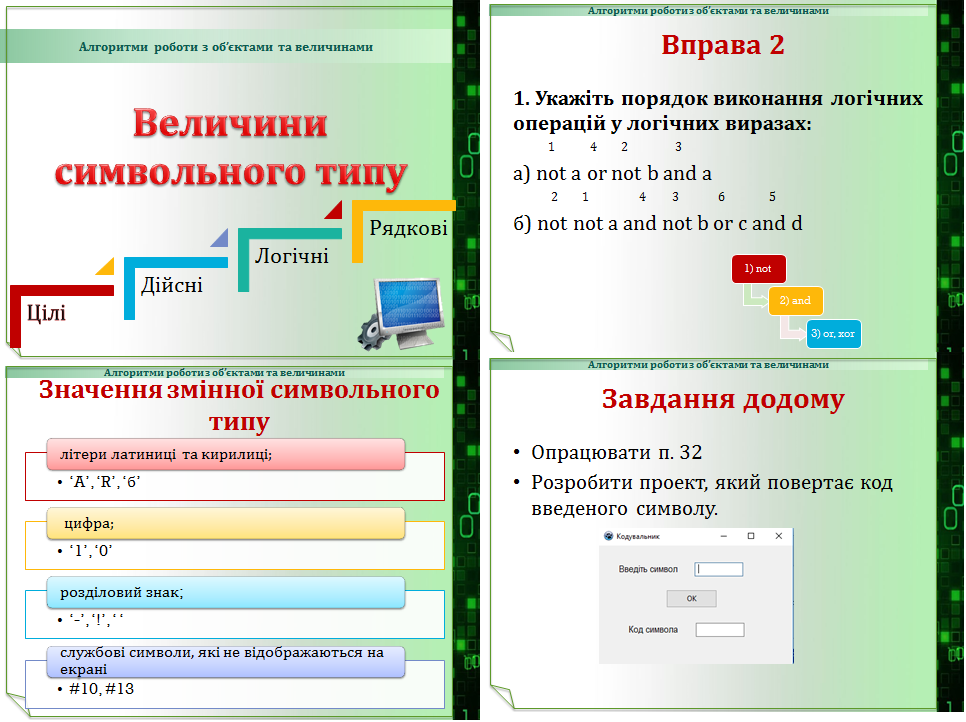 Алгоритми роботи з об’єктами та величинами
Величини
символьного типу
Цілі
Дійсні
Логічні
Рядкові
Алгоритми роботи з об’єктами та величинами
Вправа 2
1. Укажіть порядок виконання логічних
операцій у логічних виразах:
1 4 2 3
а) not a or not b and a
2 1 4 3 6 5
б) not not a and not b or c and d
1) not
2) and
3) or, xor
Алгоритми роботи з об’єктами та величинами
Значення змінної символьного
типу
літери латиниці та кирилиці;
• ‘A’, ‘R’, ‘б’
цифра;
• ‘1’, ‘0’
розділовий знак;
• ‘-’, ‘!’, ‘ ‘
службові символи, які не відображаються на
екрані
• #10, #13
Алгоритми роботи з об’єктами та величинами
Завдання додому
• Опрацювати п. 32
• Розробити проект, який повертає код
введеного символу.
Кодувальник
Введіть символ
ОК
Код символа